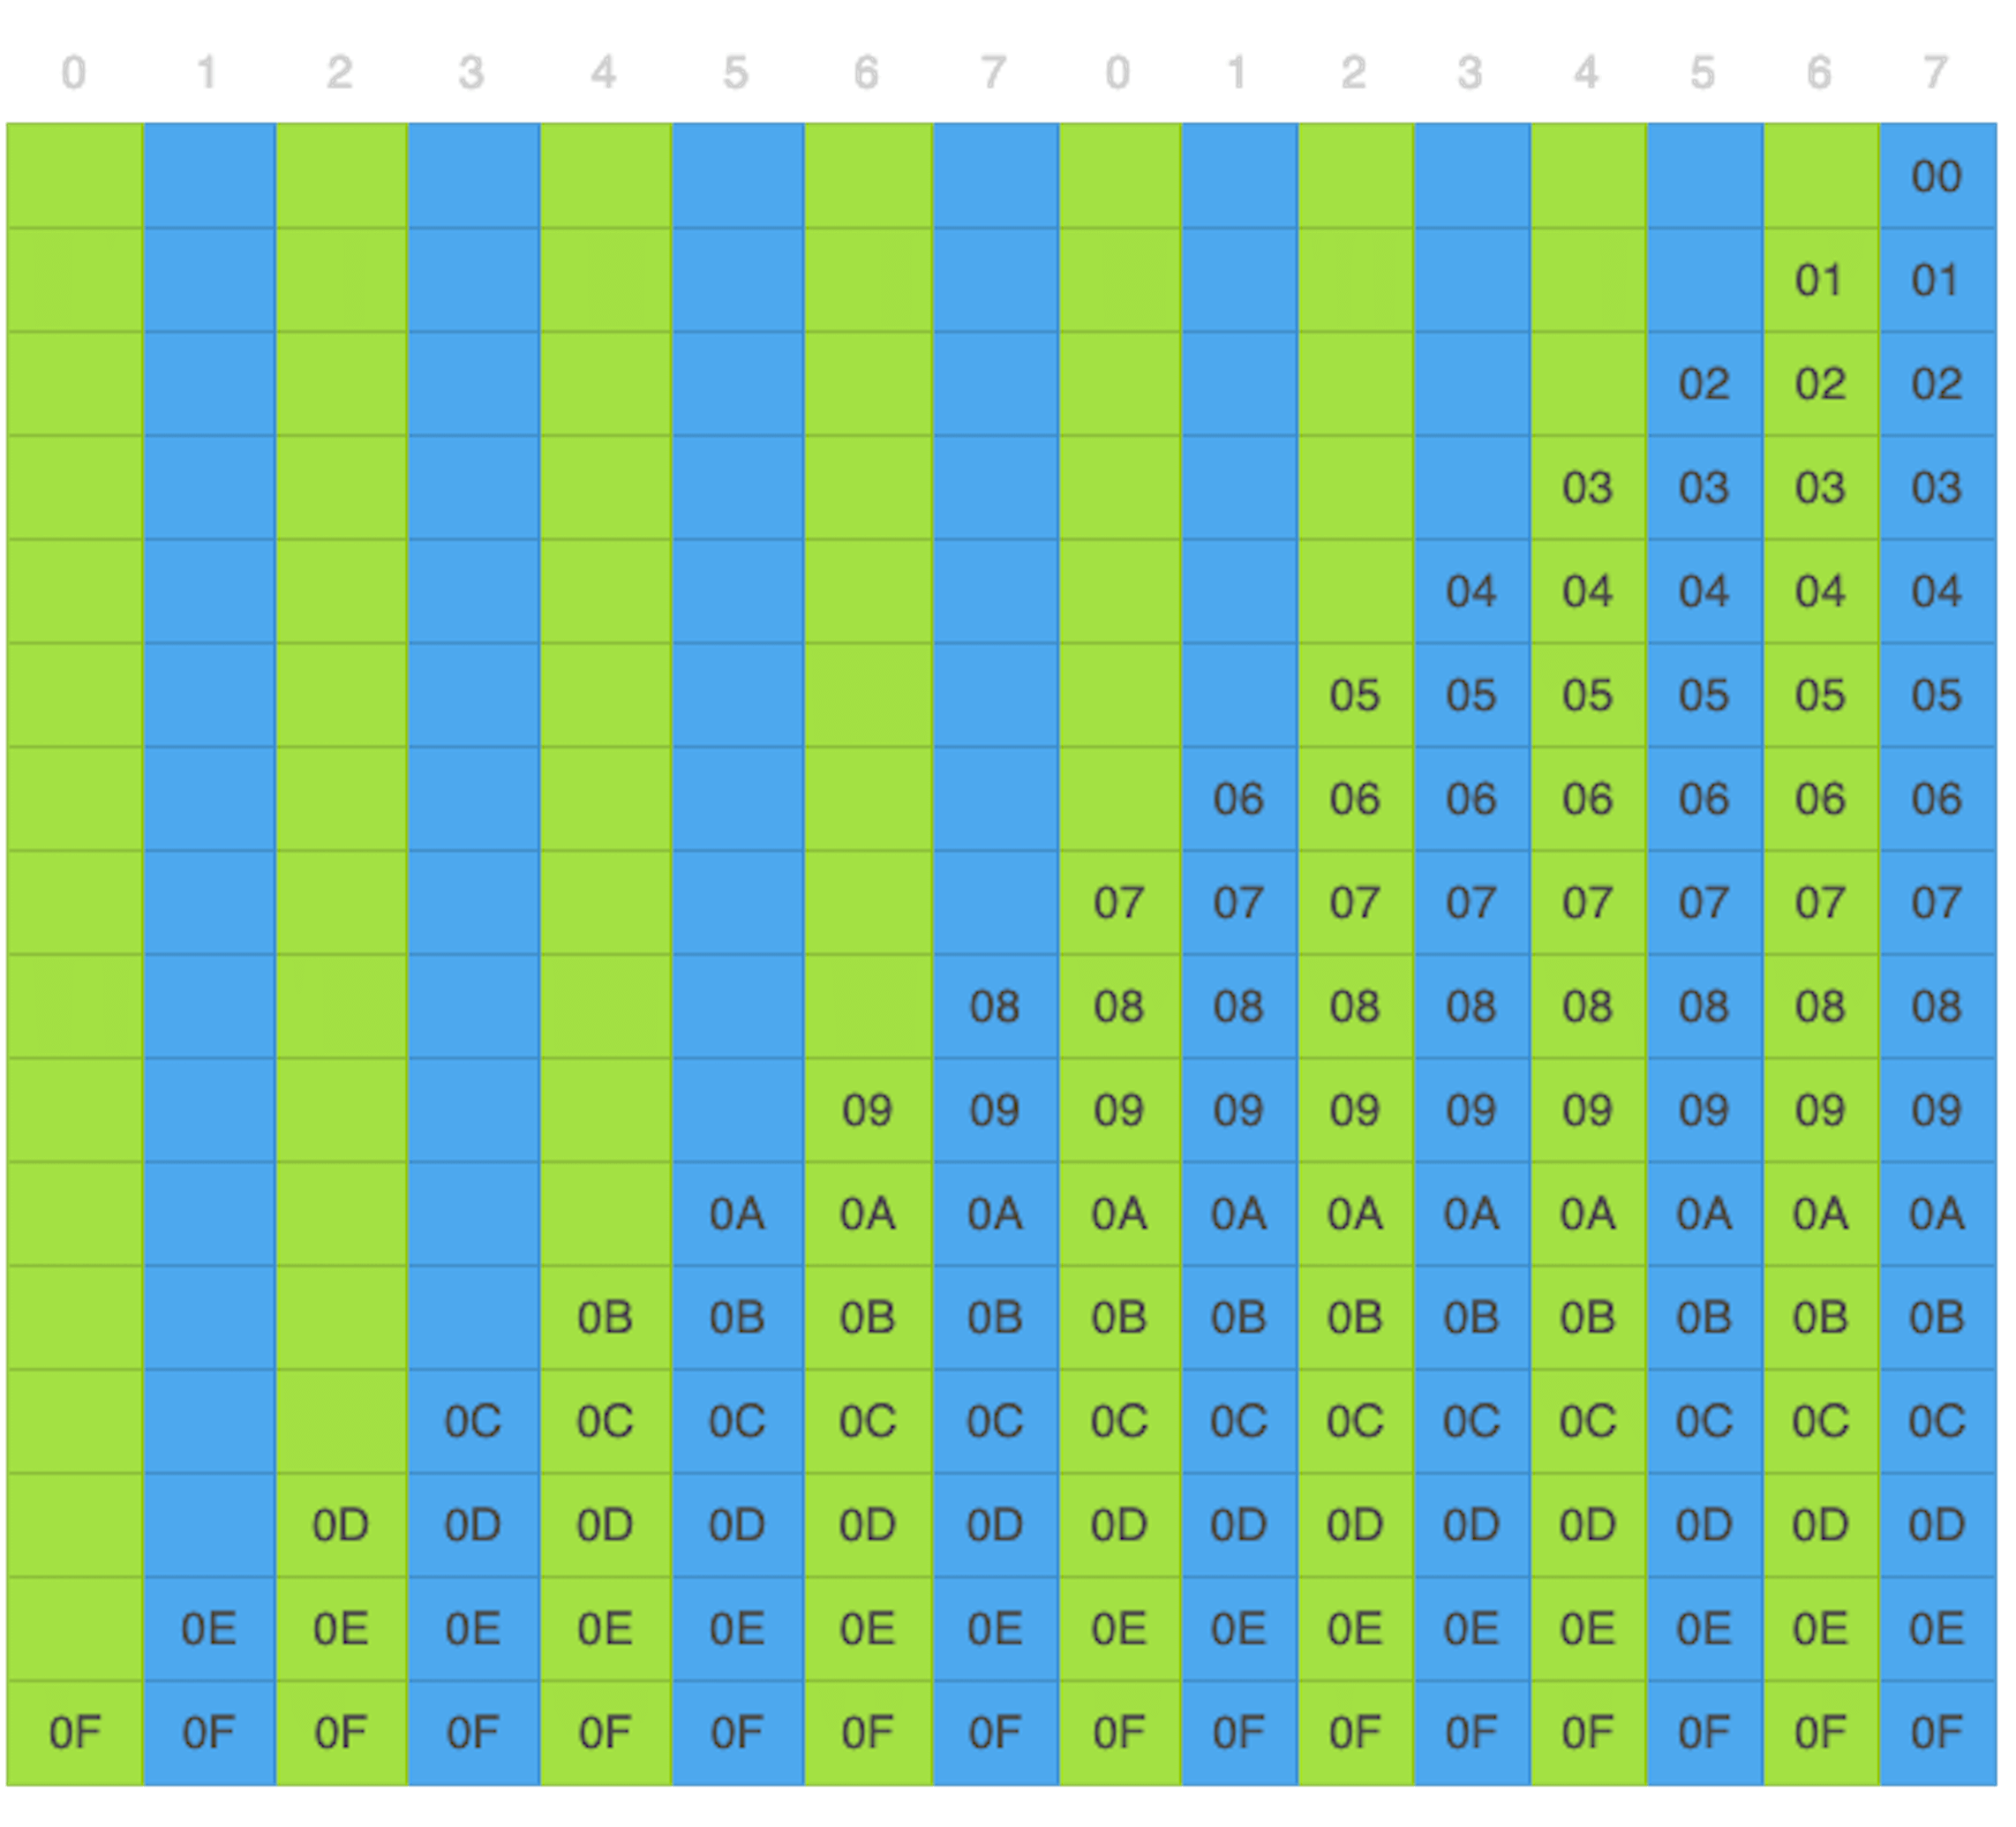 0 1 2 3 4 5 6 7 0 1 2 3 4 5 6 7
00
01 01
02 02 02
03 03 03 03
04 04 04 04 04
05 05 05 05 05 05
06 06 06 06 06 06 06
07 07 07 07 07 07 07 07
08 08 08 08 08 08 08 08 08
09 09 09 09 09 09 09 09 09 09
0A 0A 0A 0A 0A 0A 0A 0A 0A 0A 0A
0B 0B 0B 0B 0B 0B 0B 0B 0B 0B 0B 0B
0C 0C 0C 0C 0C 0C 0C 0C 0C 0C 0C 0C 0C
0D 0D 0D 0D 0D 0D 0D 0D 0D 0D 0D 0D 0D 0D
0E 0E 0E 0E 0E 0E 0E 0E 0E 0E 0E 0E 0E 0E 0E
0F 0F 0F 0F 0F 0F 0F 0F 0F 0F 0F 0F 0F 0F 0F 0F